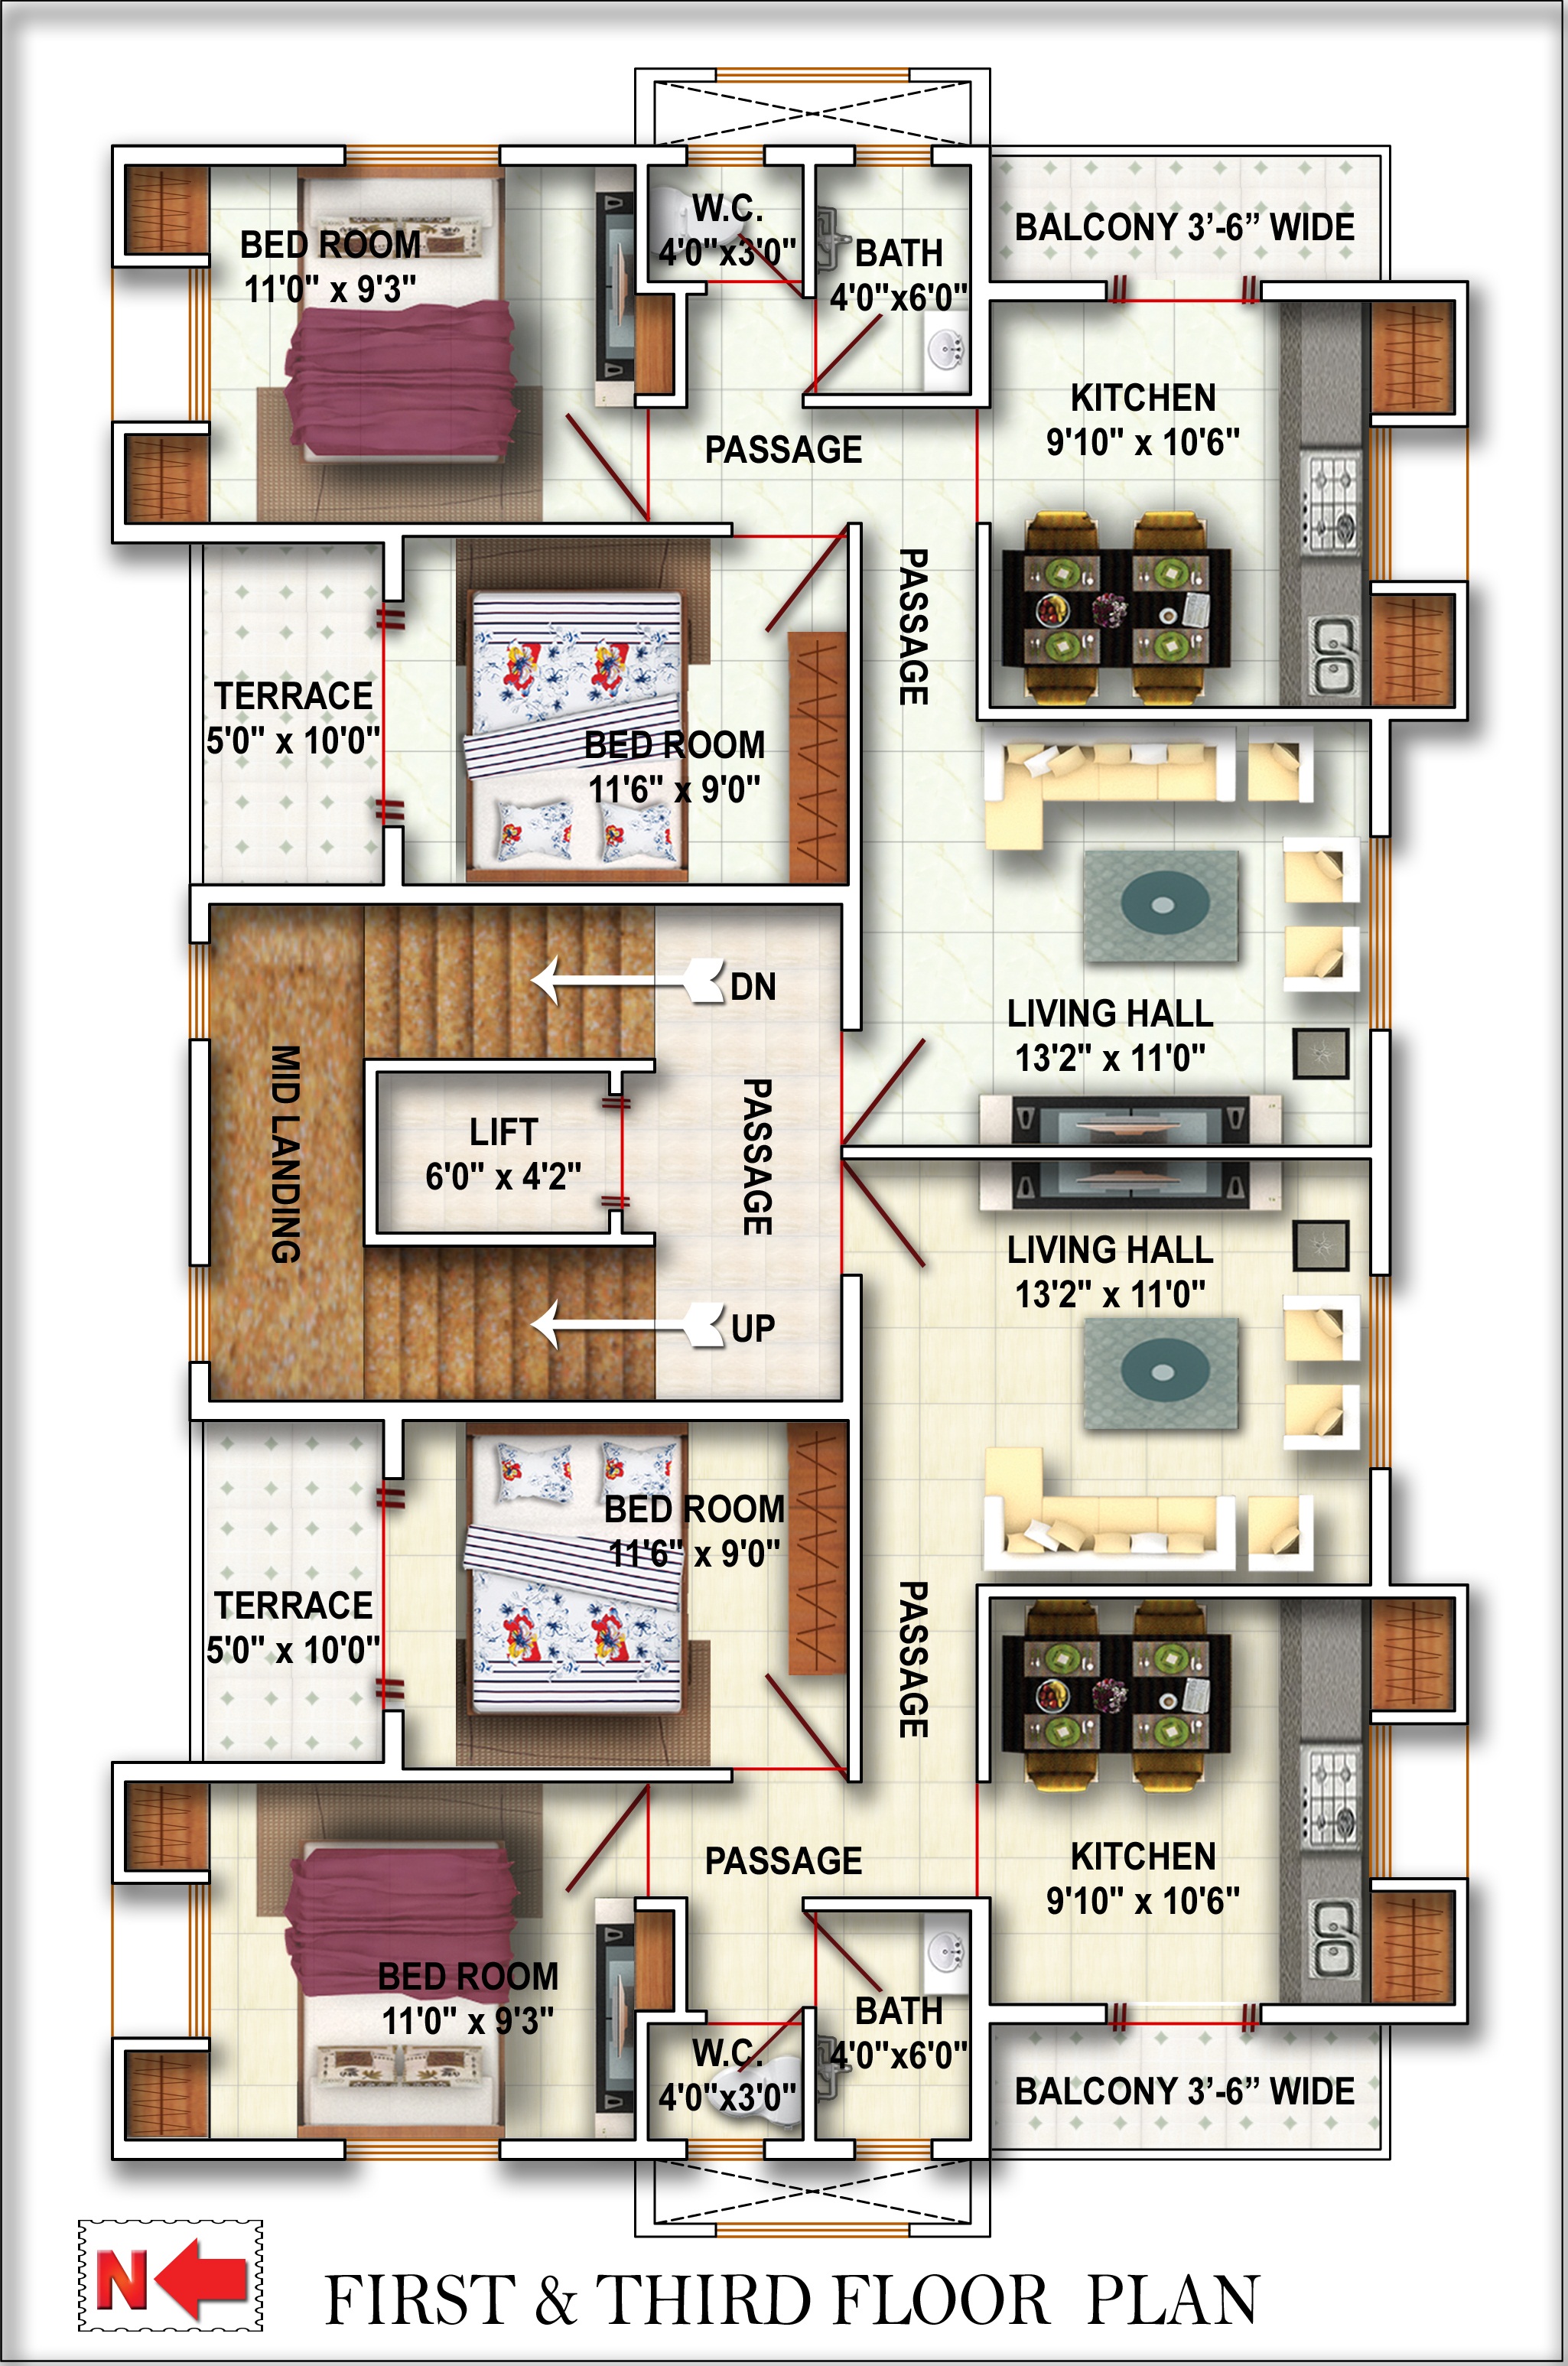 W.C.
4'0"x3'0"
BALCONY 3’-6” WIDE
BED ROOM
11'0" x 9'3"
BATH
4'0"x6'0"
KITCHEN
9'10" x 10'6"
PASSAGE
PASSAGE
TERRACE
5'0" x 10'0"
BED ROOM
11'6" x 9'0"
DN
LIVING HALL
13'2" x 11'0"
MID LANDING
LIFT
6'0" x 4'2"
PASSAGE
LIVING HALL
13'2" x 11'0"
UP
BED ROOM
11'6" x 9'0"
TERRACE
5'0" x 10'0"
PASSAGE
PASSAGE
KITCHEN
9'10" x 10'6"
BED ROOM
11'0" x 9'3"
BATH
4'0"x6'0"
W.C.
4'0"x3'0"
BALCONY 3’-6” WIDE
N
FIRST & THIRD FLOOR PLAN